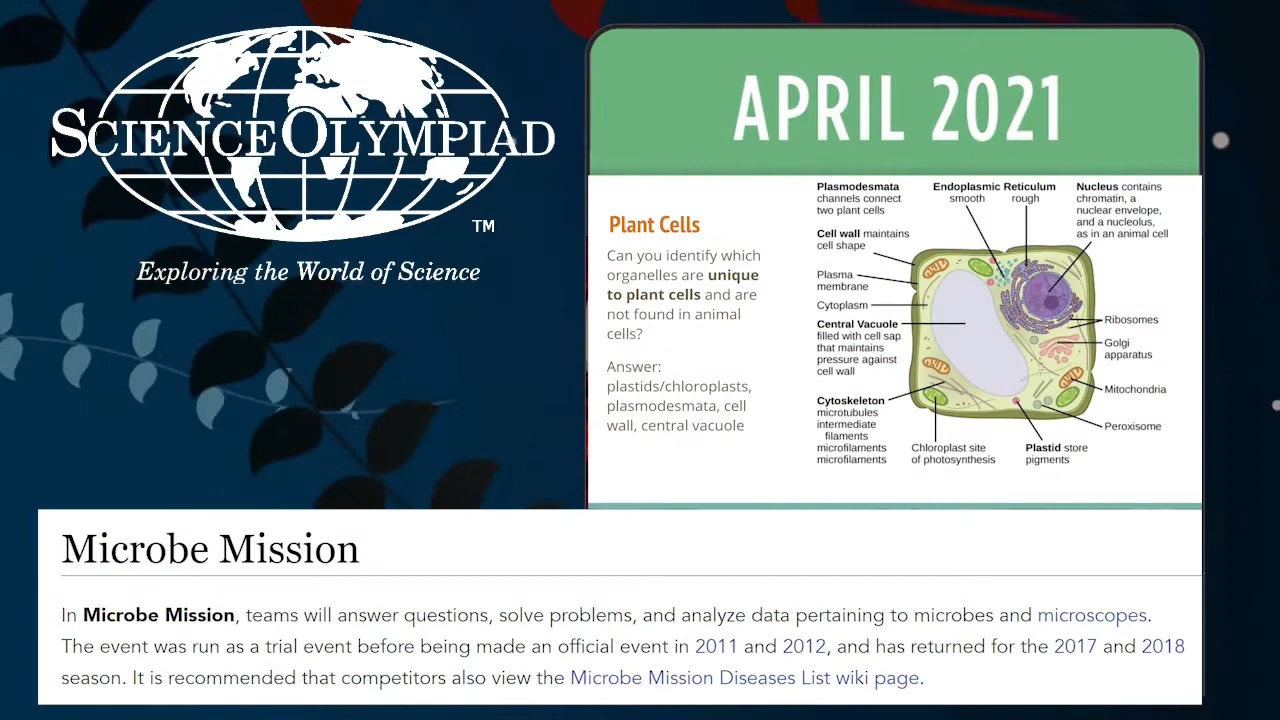 SCIENCE OLYMPIAD
TM
Exploring the World of Science
APRIL 2021
Plant Cells
Can you identify which
organelles are unique
to plant cells and are
not found in animal
cells?
Answer:
plastids/chloroplasts,
plasmodesmata, cell
wall, central vacuole
Plasmodesmata
channels connect
two plant cells
Cell wall maintains
cell shape
Plasma
membrane
Cytoplasm
Central Vacuole
filled with cell sap
that maintains
pressure against
cell wall
Cytoskeleton
microtubules
intermediate
filaments
microfilaments
microfilaments
Endoplasmic Reticulum
smooth rough
Nucleus contains
chromatin, a
nuclear envelope,
and a nucleolus,
as in an animal cell
Ribosomes
Golgi
apparatus
Mitochondria
Peroxisome
Chloroplast site
of photosynthesis
Plastid store
pigments
Microbe Mission
In Microbe Mission, teams will answer questions, solve problems, and analyze data pertaining to microbes and microscopes.
The event was run as a trial event before being made an official event in 2011 and 2012, and has returned for the 2017 and 2018
season. It is recommended that competitors also view the Microbe Mission Diseases List wiki page.